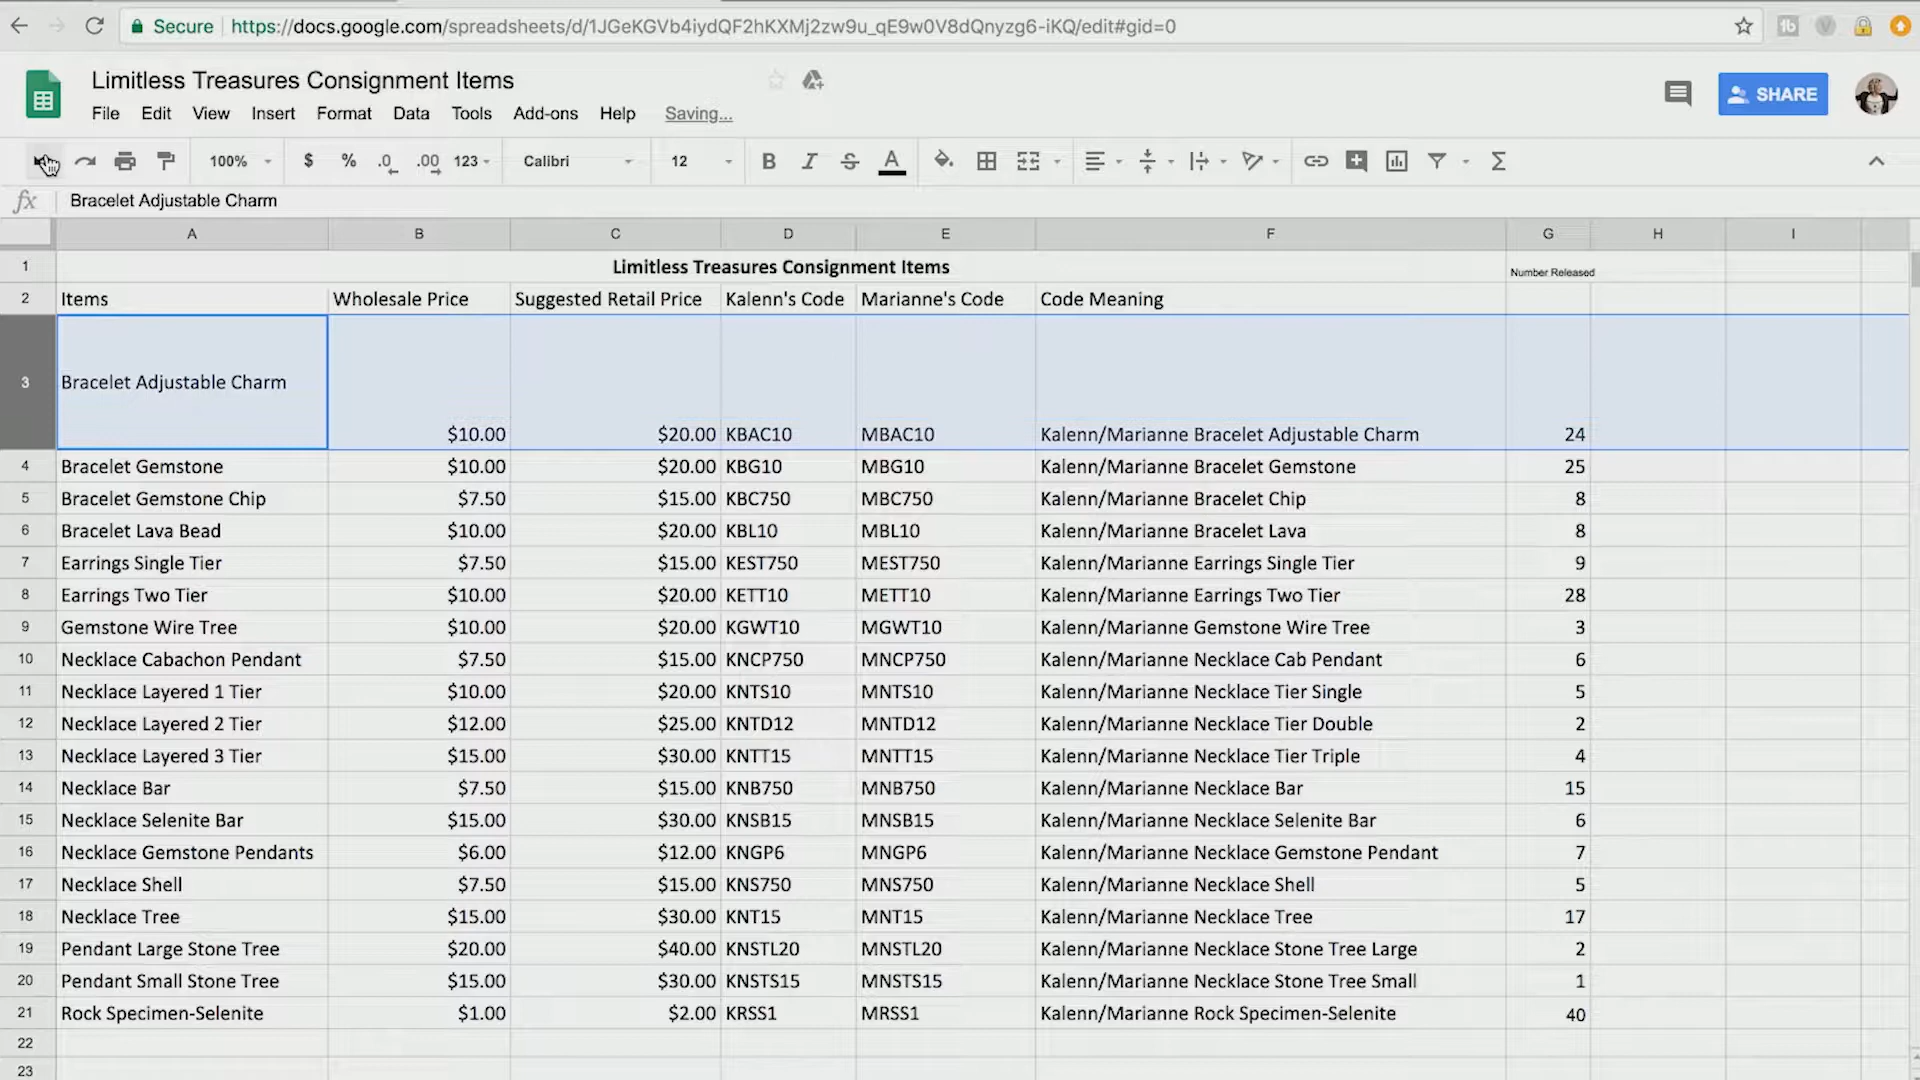 Secure https://docs.google.com/spreadsheets/d/1JGeKGVb4iydQF2hKXMj2zw9u_qE9w0V8dQnyzg6-iKQ/edit#gid=0
Limitless Treasures Consignment Items
File Edit View Insert Format Data Tools Add-ons Help Saving...
SHARE
100% $ % .0 .00 123 Calibri 12 B I S A
fx Bracelet Adjustable Charm
A B C D E F G H I
1 Limitless Treasures Consignment Items Number Released
2 Items Wholesale Price Suggested Retail Price Kalenn's Code Marianne's Code Code Meaning
3 Bracelet Adjustable Charm $10.00 $20.00 KBAC10 MBAC10 Kalenn/Marianne Bracelet Adjustable Charm 24
4 Bracelet Gemstone $10.00 $20.00 KBG10 MBG10 Kalenn/Marianne Bracelet Gemstone 25
5 Bracelet Gemstone Chip $7.50 $15.00 KBC750 MBC750 Kalenn/Marianne Bracelet Chip 8
6 Bracelet Lava Bead $10.00 $20.00 KBL10 MBL10 Kalenn/Marianne Bracelet Lava 8
7 Earrings Single Tier $7.50 $15.00 KEST750 MEST750 Kalenn/Marianne Earrings Single Tier 9
8 Earrings Two Tier $10.00 $20.00 KETT10 METT10 Kalenn/Marianne Earrings Two Tier 28
9 Gemstone Wire Tree $10.00 $20.00 KGWT10 MGWT10 Kalenn/Marianne Gemstone Wire Tree 3
10 Necklace Cabachon Pendant $7.50 $15.00 KNCP750 MNCP750 Kalenn/Marianne Necklace Cab Pendant 6
11 Necklace Layered 1 Tier $10.00 $20.00 KNTS10 MNTS10 Kalenn/Marianne Necklace Tier Single 5
12 Necklace Layered 2 Tier $12.00 $25.00 KNTD12 MNTD12 Kalenn/Marianne Necklace Tier Double 2
13 Necklace Layered 3 Tier $15.00 $30.00 KNTT15 MNTT15 Kalenn/Marianne Necklace Tier Triple 4
14 Necklace Bar $7.50 $15.00 KNB750 MNB750 Kalenn/Marianne Necklace Bar 15
15 Necklace Selenite Bar $15.00 $30.00 KNSB15 MNSB15 Kalenn/Marianne Necklace Selenite Bar 6
16 Necklace Gemstone Pendants $6.00 $12.00 KNGP6 MNGP6 Kalenn/Marianne Necklace Gemstone Pendant 7
17 Necklace Shell $7.50 $15.00 KNS750 MNS750 Kalenn/Marianne Necklace Shell 5
18 Necklace Tree $15.00 $30.00 KNT15 MNT15 Kalenn/Marianne Necklace Tree 17
19 Pendant Large Stone Tree $20.00 $40.00 KNSTL20 MNSTL20 Kalenn/Marianne Necklace Stone Tree Large 2
20 Pendant Small Stone Tree $15.00 $30.00 KNSTS15 MNSTS15 Kalenn/Marianne Necklace Stone Tree Small 1
21 Rock Specimen-Selenite $1.00 $2.00 KRSS1 MRSS1 Kalenn/Marianne Rock Specimen-Selenite 40
22
23